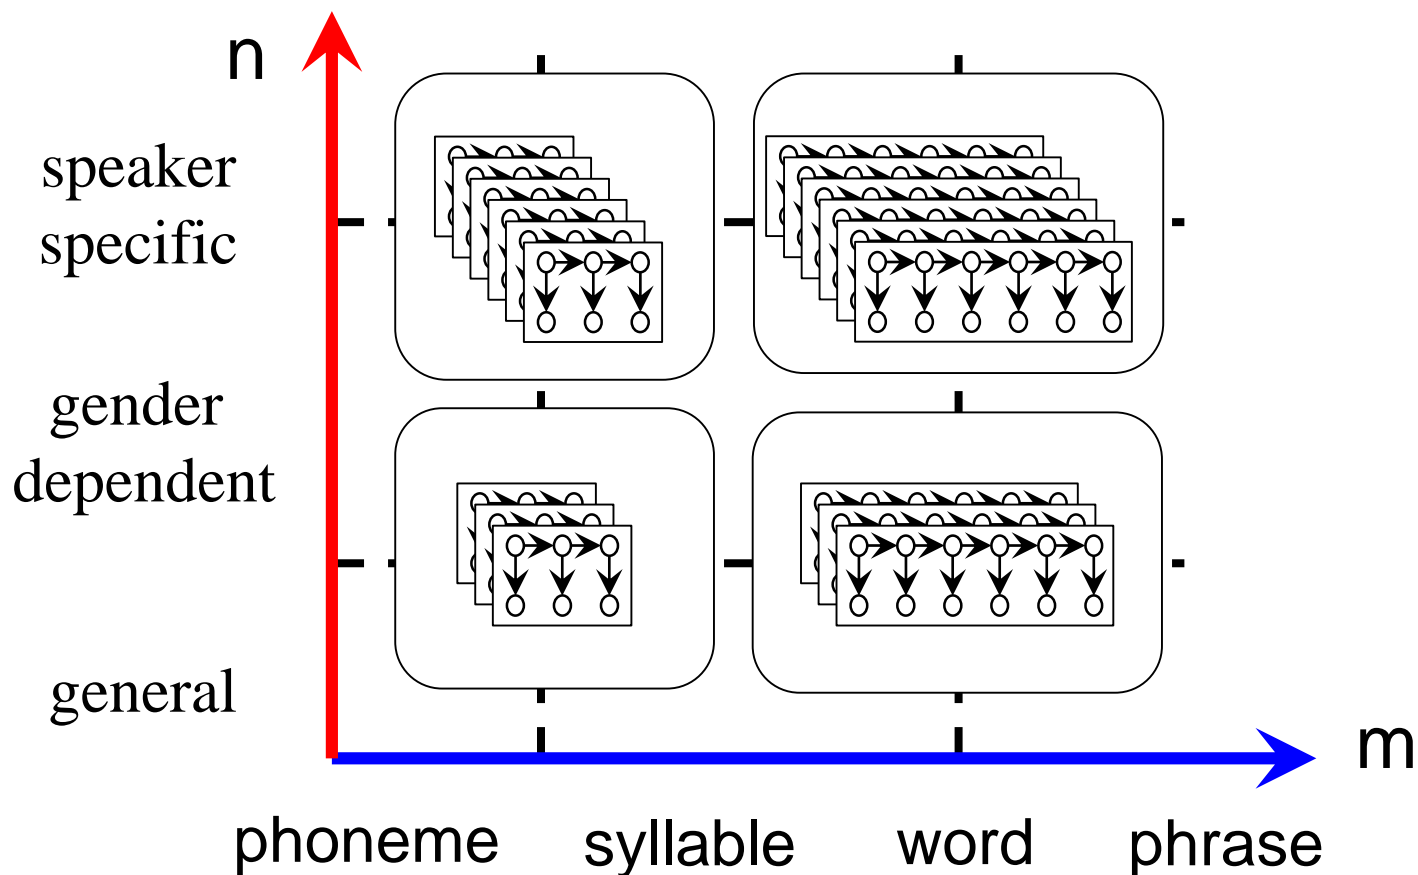 n
speaker
specific
gender
dependent
general
m
phoneme syllable word phrase